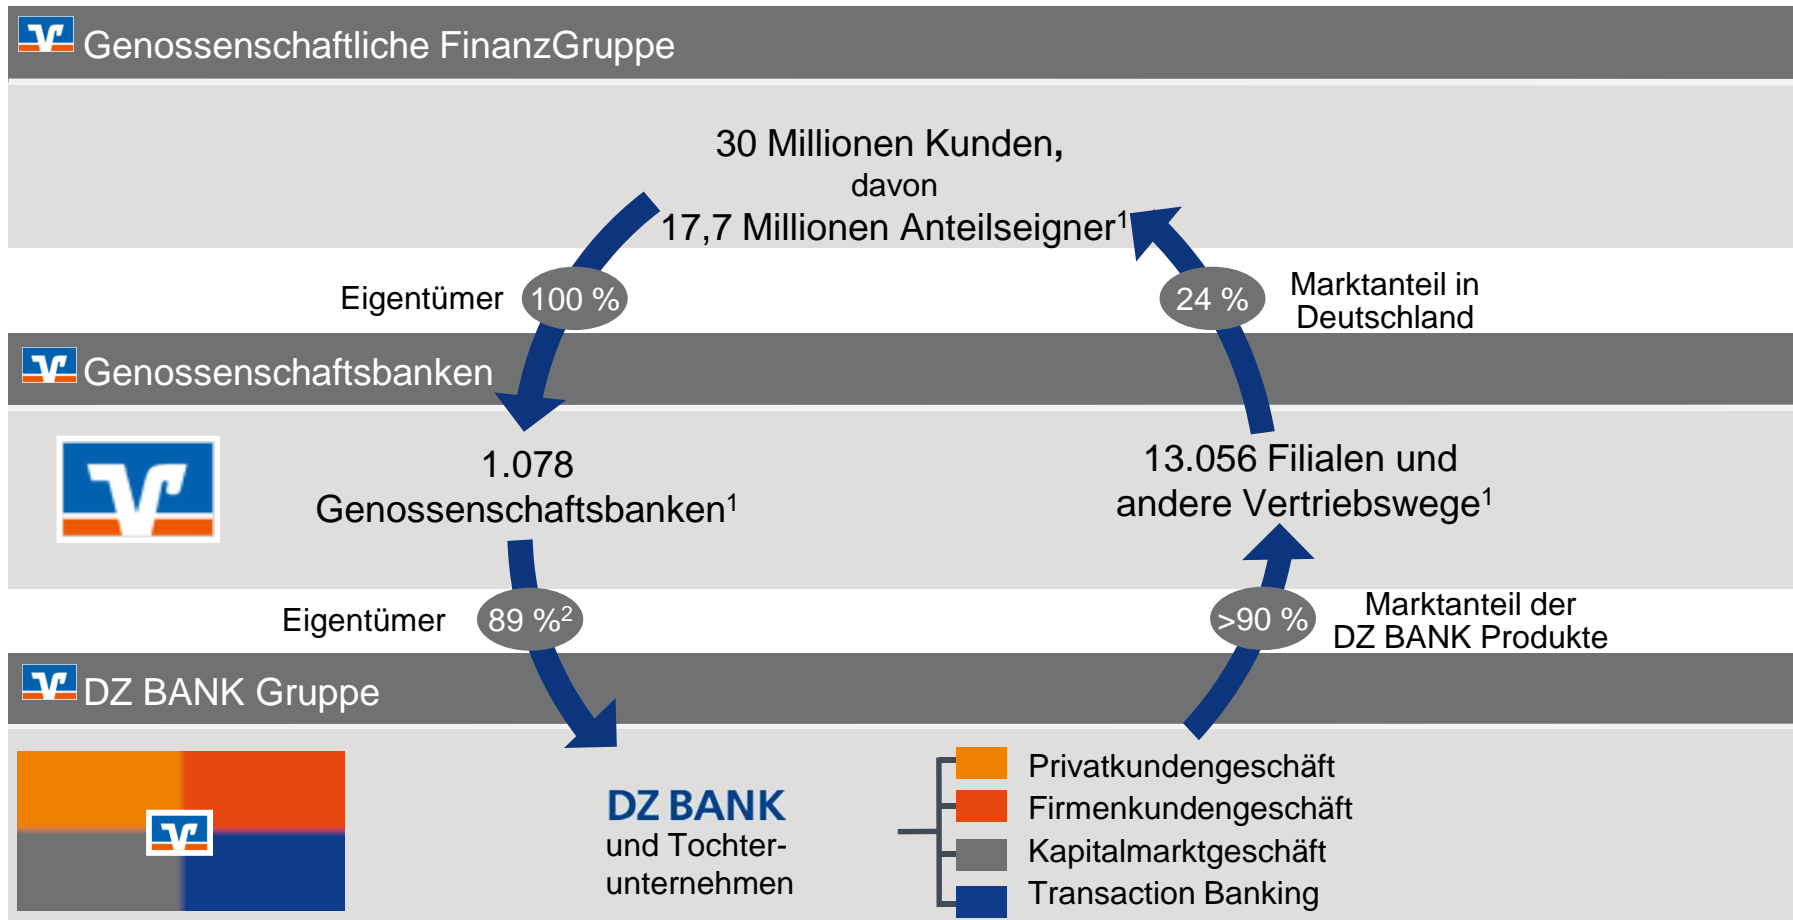 Genossenschaftliche FinanzGruppe
30 Millionen Kunden,
davon
17,7 Millionen Anteilseigner¹
Eigentümer
100 %
24 %
Marktanteil in
Deutschland
Genossenschaftsbanken
1.078
Genossenschaftsbanken¹
13.056 Filialen und
andere Vertriebswege¹
Eigentümer
89 %²
>90 %
Marktanteil der
DZ BANK Produkte
DZ BANK Gruppe
DZ BANK
und Tochter-
unternehmen
Privatkundengeschäft
Firmenkundengeschäft
Kapitalmarktgeschäft
Transaction Banking